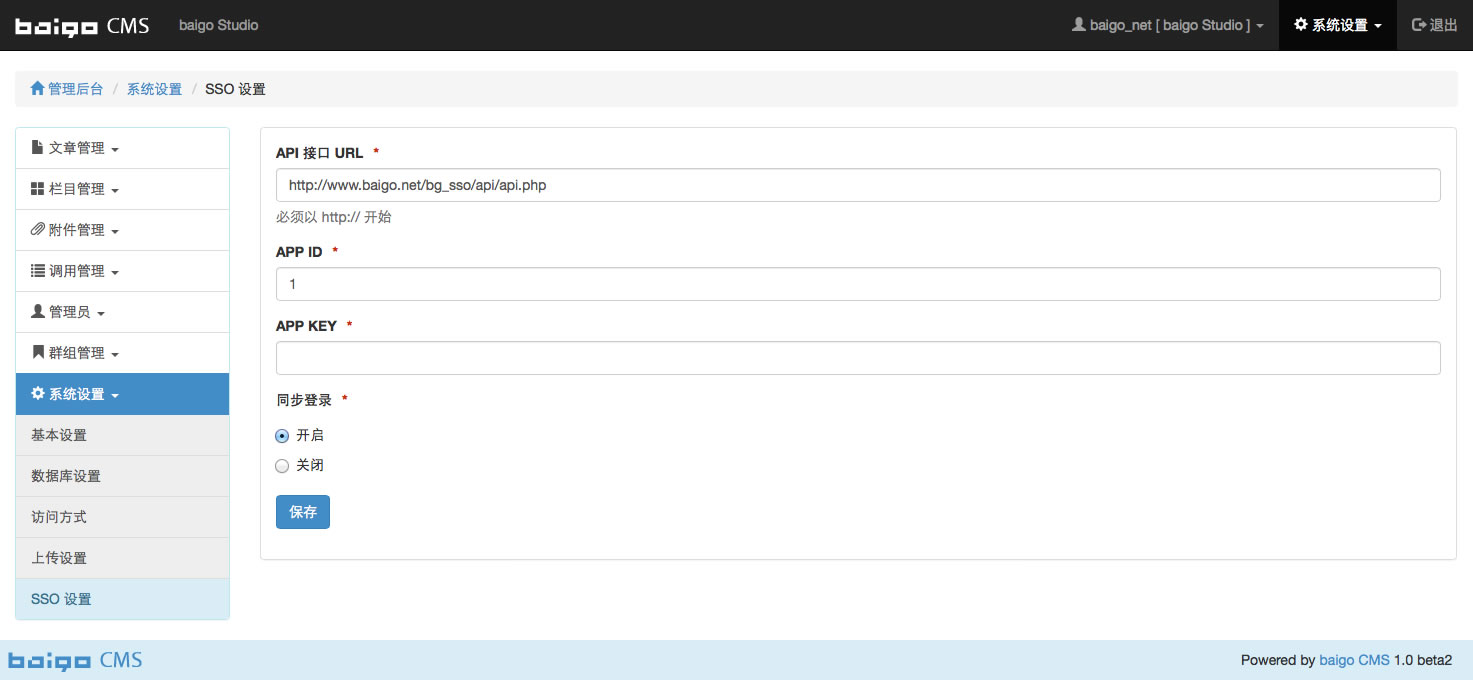 baigo CMS baigo Studio baigo_net [ baigo Studio ] 系统设置 退出
管理后台 / 系统设置 / SSO 设置
文章管理
栏目管理
附件管理
调用管理
管理员
群组管理
系统设置
基本设置
数据库设置
访问方式
上传设置
SSO 设置
API 接口 URL *
http://www.baigo.net/bg_sso/api/api.php
必须以 http:// 开始
APP ID *
1
APP KEY *
同步登录 *
开启
关闭
保存
baigo CMS Powered by baigo CMS 1.0 beta2